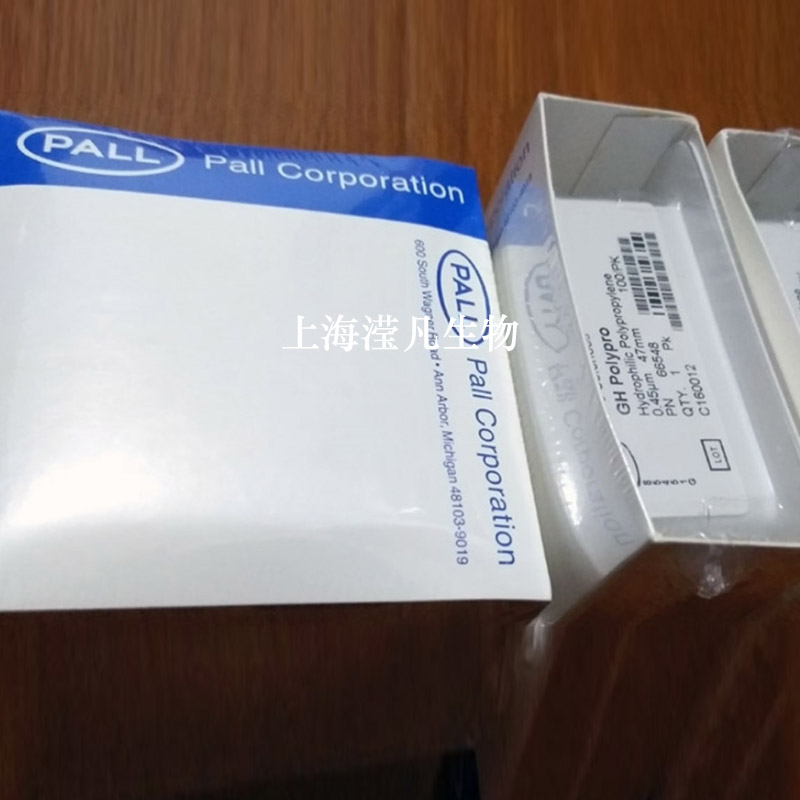 PALL
Pall Corporation
PALL
Pall Corporation
600 South Wagner Road • Ann Arbor, Michigan 48103-9019
上海滢凡生物
GH Polypro
Hydrophilic Polypropylene
0.45µm 47mm 100/PK
PN 66548
QTY. 1 Pk
C160012
LOT